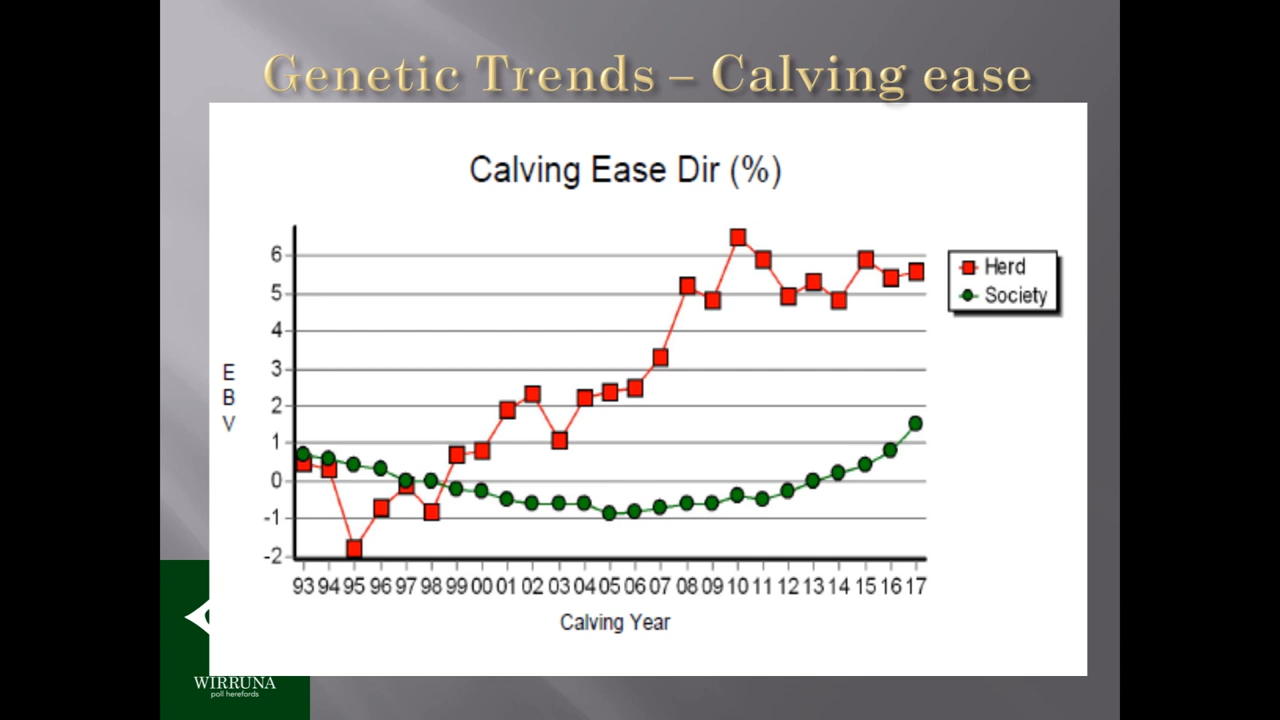 Genetic Trends – Calving ease
Calving Ease Dir (%)
6
5
4
3
2
1
0
-1
-2
E
B
V
Herd
Society
93 94 95 96 97 98 99 00 01 02 03 04 05 06 07 08 09 10 11 12 13 14 15 16 17
Calving Year
WIRRUNA
poll herefords